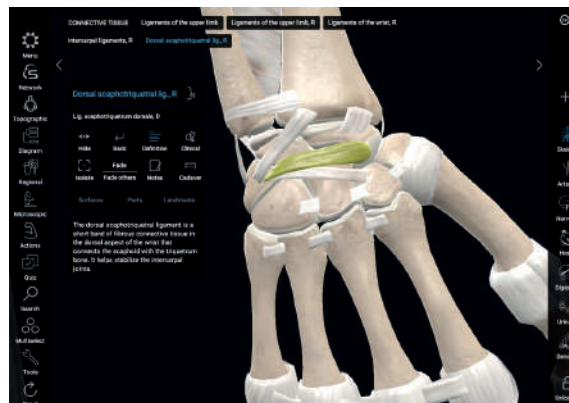 CONNECTIVE TISSUE Ligaments of the upper limb Ligaments of the upper limb, R Ligaments of the wrist, R
Intercarpal ligaments, R Dorsal scaphotriquetral lig., R
Menu
Network
Topographic
Diagram
Regional
Microscopic
Actions
Quiz
Search
Multiselect
Tools
Dorsal scaphotriquetral lig., R
Lig. scaphotriquetrum dorsale, D
Hide Back Definition Clinical
Isolate Fade Notes Cadaver
Fade others
Surfaces Parts Landmarks
The dorsal scaphotriquetral ligament is a
short band of fibrous connective tissue in
the dorsal aspect of the wrist that
connects the scaphoid with the triquetrum
bone. It helps stabilize the intercarpal
joints.